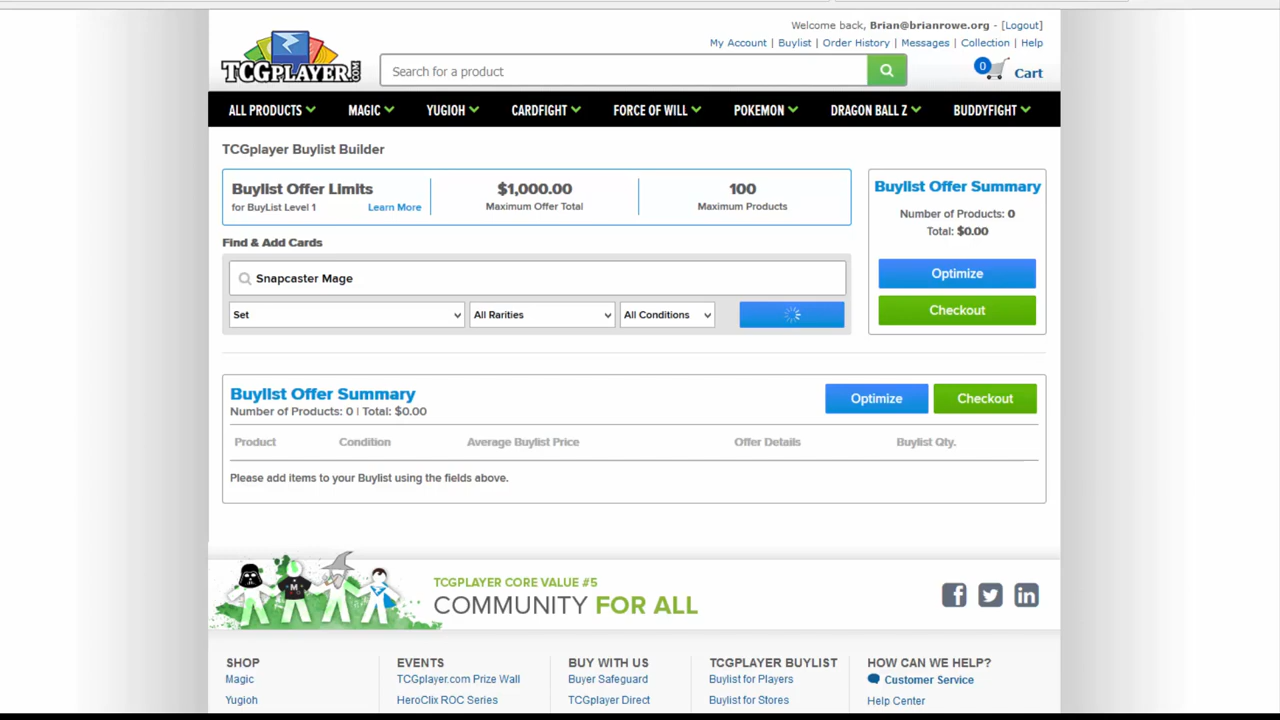 Welcome back, Brian@brianrowe.org - [Logout]
My Account | Buylist | Order History | Messages | Collection | Help
TCGPLAYER.COM
Search for a product
0 Cart
ALL PRODUCTS MAGIC YUGIOH CARDFIGHT FORCE OF WILL POKEMON DRAGON BALL Z BUDDYFIGHT
TCGplayer Buylist Builder
Buylist Offer Limits
for BuyList Level 1 Learn More
$1,000.00
Maximum Offer Total
100
Maximum Products
Buylist Offer Summary
Number of Products: 0
Total: $0.00
Optimize
Checkout
Find & Add Cards
Snapcaster Mage
Set All Rarities All Conditions
Buylist Offer Summary
Number of Products: 0 | Total: $0.00
Optimize Checkout
Product Condition Average Buylist Price Offer Details Buylist Qty.
Please add items to your Buylist using the fields above.
M
TCGPLAYER CORE VALUE #5
COMMUNITY FOR ALL
SHOP EVENTS BUY WITH US TCGPLAYER BUYLIST HOW CAN WE HELP?
Magic TCGplayer.com Prize Wall Buyer Safeguard Buylist for Players Customer Service
Yugioh HeroClix ROC Series TCGplayer Direct Buylist for Stores Help Center